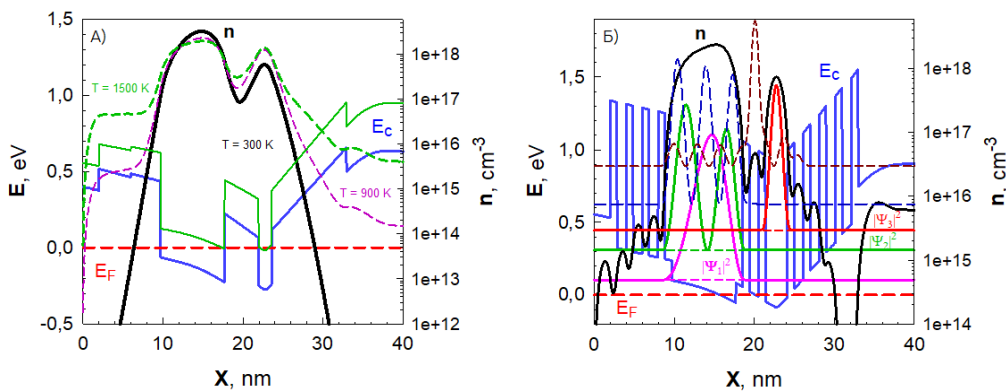 А)
n
T = 1500 K
T = 300 K
T = 900 K
E_C
E_F
1,5
1,0
0,5
0,0
-0,5
E, eV
1e+18
1e+17
1e+16
1e+15
1e+14
1e+13
1e+12
n, cm-3
0 10 20 30 40
X, nm
Б)
n
E_C
|Ψ3|²
|Ψ2|²
|Ψ1|²
E_F
1,5
1,0
0,5
0,0
E, eV
1e+18
1e+17
1e+16
1e+15
1e+14
n, cm-3
0 10 20 30 40
X, nm